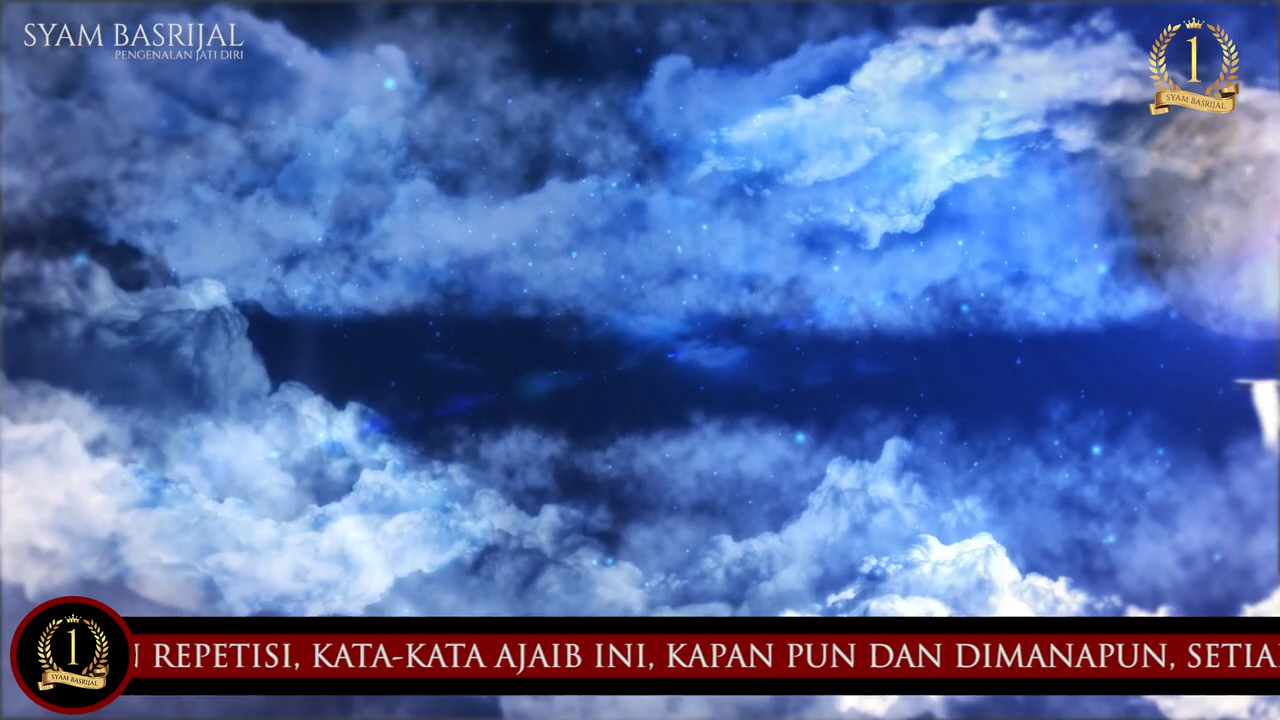 SYAM BASRIJAL
PENGENALAN JATI DIRI
1
SYAM BASRIJAL
1
SYAM BASRIJAL
REPETISI, KATA-KATA AJAIB INI, KAPAN PUN DAN DIMANAPUN,